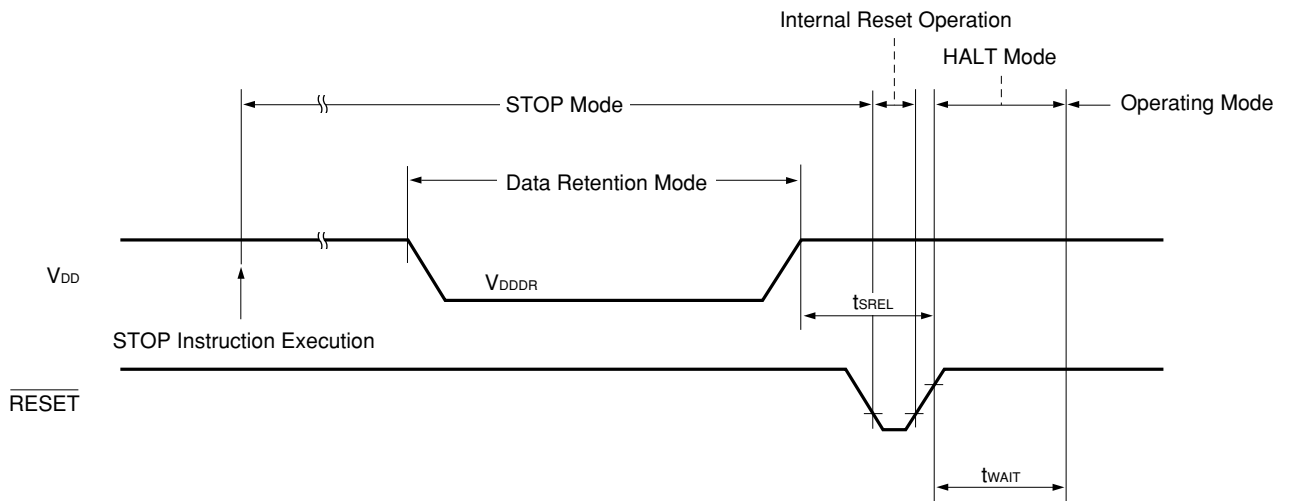 Internal Reset Operation
HALT Mode
STOP Mode
Operating Mode
Data Retention Mode
VDD
VDDDR
tSREL
STOP Instruction Execution
RESET
tWAIT